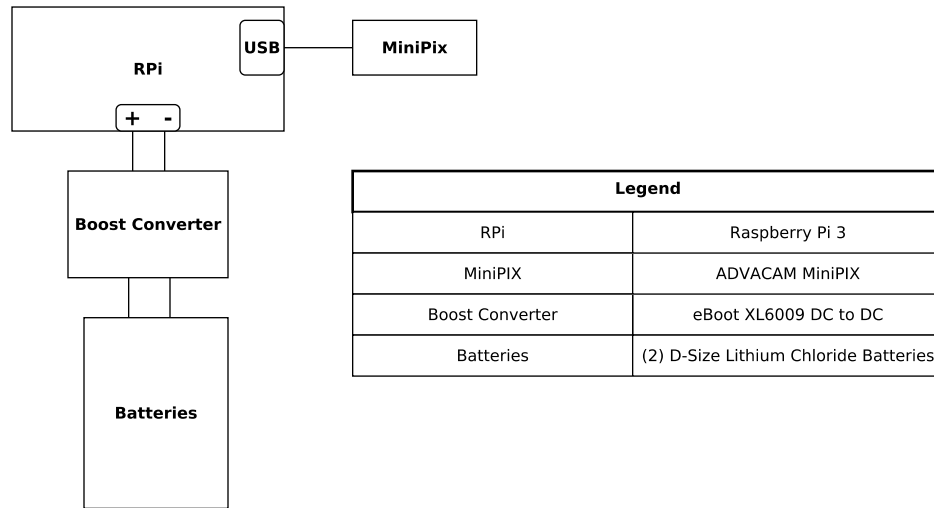 USB
MiniPix
RPi
+ -
Boost Converter
Batteries
Legend
RPi Raspberry Pi 3
MiniPIX ADVACAM MiniPIX
Boost Converter eBoot XL6009 DC to DC
Batteries (2) D-Size Lithium Chloride Batteries